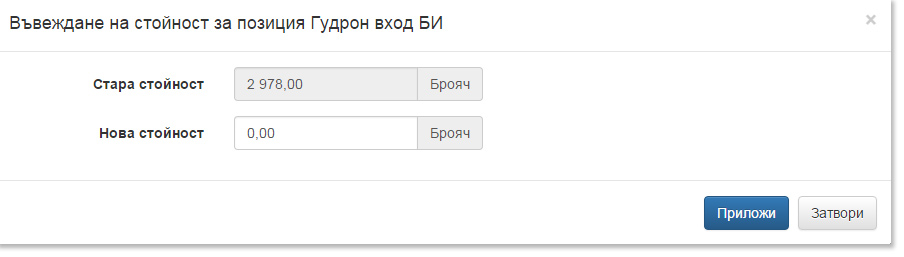 Въвеждане на стойност за позиция Гудрон вход БИ ×
Стара стойност 2 978,00 Брояч
Нова стойност 0,00 Брояч
Приложи Затвори